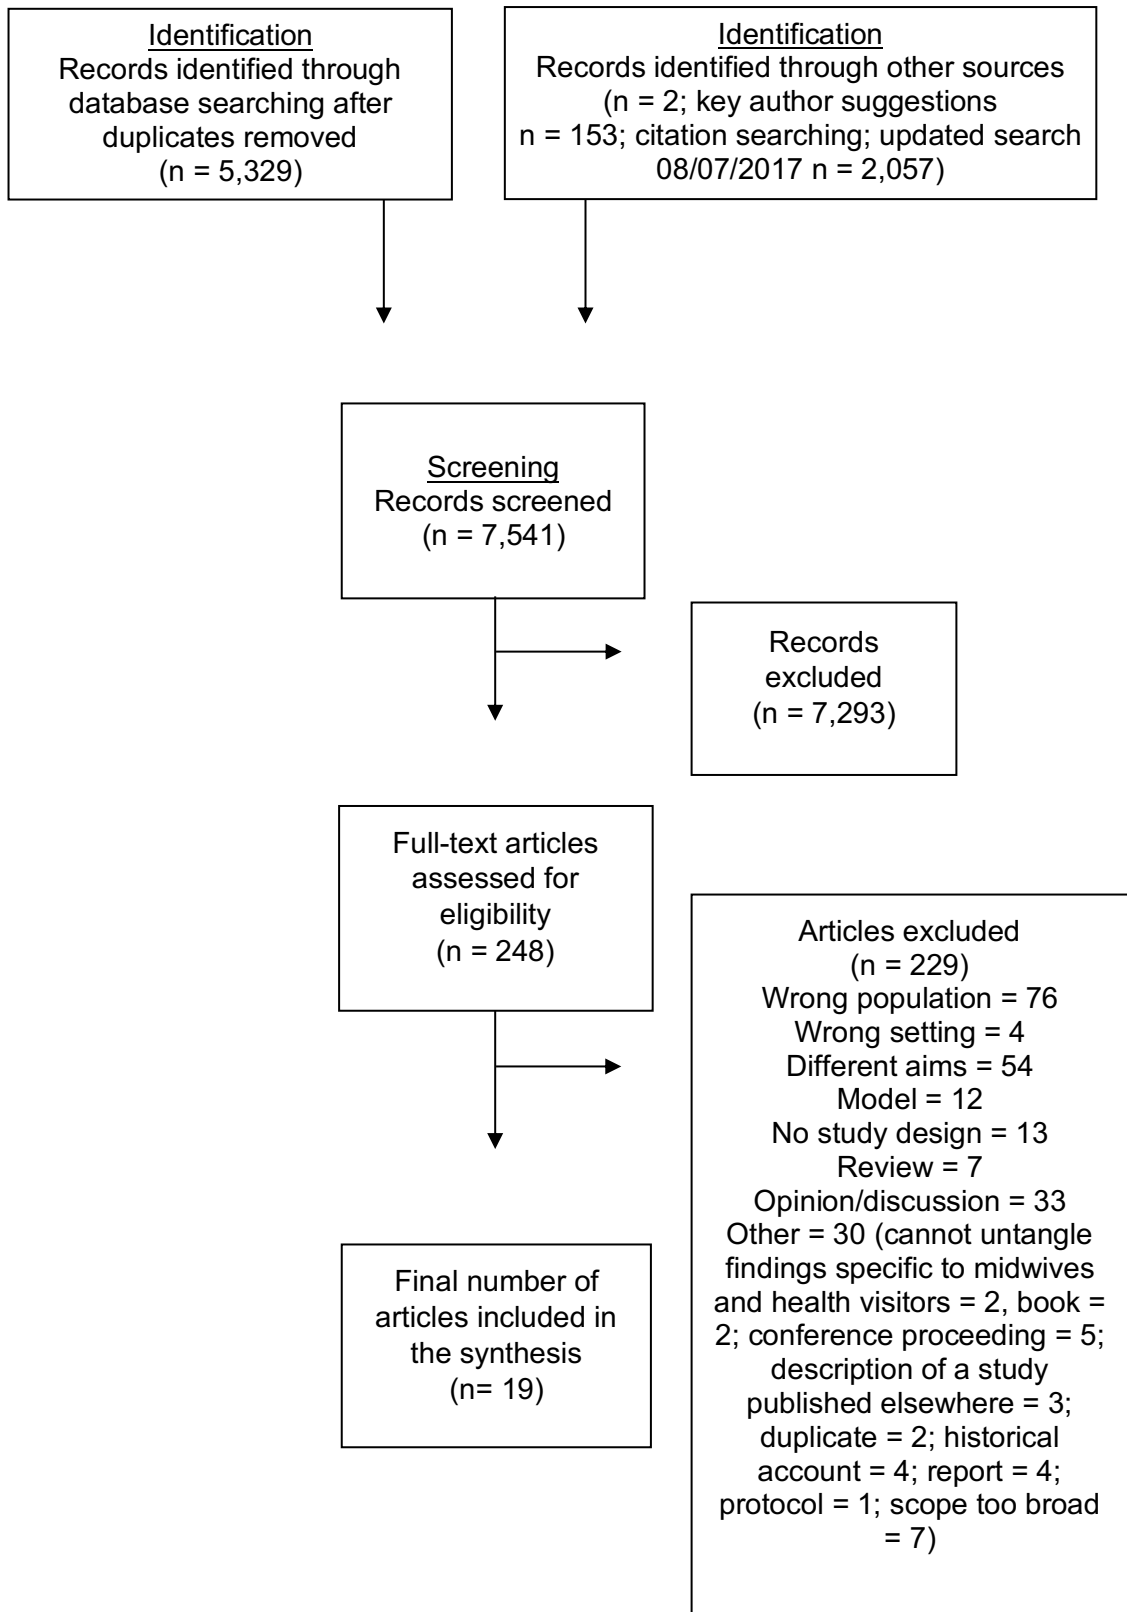 Identification
Records identified through
database searching after
duplicates removed
(n = 5,329)
Identification
Records identified through other sources
(n = 2; key author suggestions
n = 153; citation searching; updated search
08/07/2017 n = 2,057)
Screening
Records screened
(n = 7,541)
Records
excluded
(n = 7,293)
Full-text articles
assessed for
eligibility
(n = 248)
Articles excluded
(n = 229)
Wrong population = 76
Wrong setting = 4
Different aims = 54
Model = 12
No study design = 13
Review = 7
Opinion/discussion = 33
Other = 30 (cannot untangle
findings specific to midwives
and health visitors = 2, book =
2; conference proceeding = 5;
description of a study
published elsewhere = 3;
duplicate = 2; historical
account = 4; report = 4;
protocol = 1; scope too broad
= 7)
Final number of
articles included in
the synthesis
(n= 19)